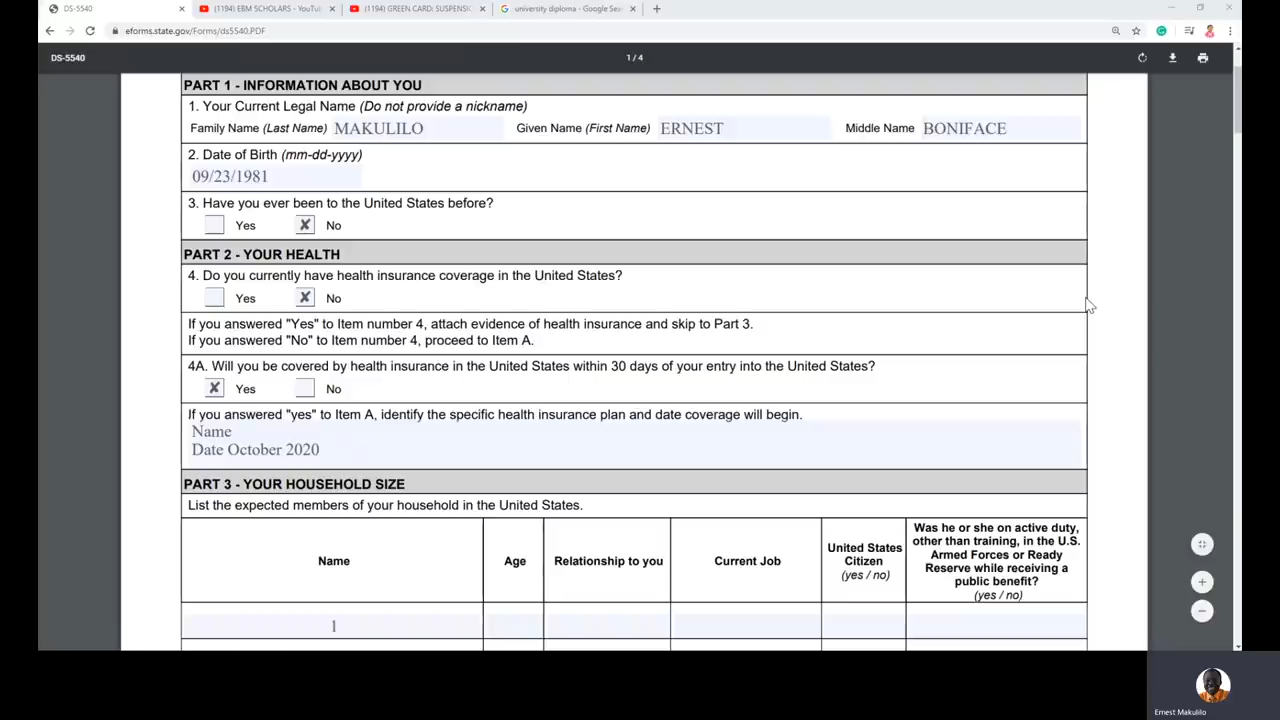 DS-5540
(1194) EBM SCHOLARS - YouTu
(1194) GREEN CARD: SUSPENSIO
university diploma - Google Sea
eforms.state.gov/Forms/ds5540.PDF
DS-5540
1 / 4
PART 1 - INFORMATION ABOUT YOU
1. Your Current Legal Name (Do not provide a nickname)
Family Name (Last Name) MAKULILO Given Name (First Name) ERNEST Middle Name BONIFACE
2. Date of Birth (mm-dd-yyyy)
09/23/1981
3. Have you ever been to the United States before?
Yes X No
PART 2 - YOUR HEALTH
4. Do you currently have health insurance coverage in the United States?
Yes X No
If you answered "Yes" to Item number 4, attach evidence of health insurance and skip to Part 3.
If you answered "No" to Item number 4, proceed to Item A.
4A. Will you be covered by health insurance in the United States within 30 days of your entry into the United States?
X Yes No
If you answered "yes" to Item A, identify the specific health insurance plan and date coverage will begin.
Name
Date October 2020
PART 3 - YOUR HOUSEHOLD SIZE
List the expected members of your household in the United States.
Name
Age
Relationship to you
Current Job
United States
Citizen
(yes / no)
Was he or she on active duty,
other than training, in the U.S.
Armed Forces or Ready
Reserve while receiving a
public benefit?
(yes / no)
1
Ernest Makulilo